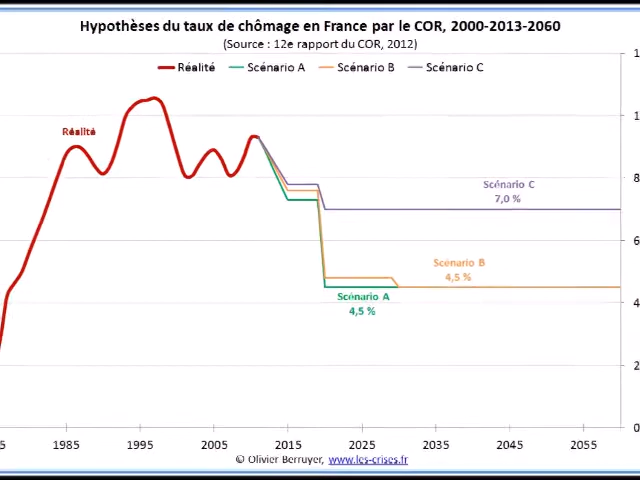 Hypothèses du taux de chômage en France par le COR, 2000-2013-2060
(Source : 12e rapport du COR, 2012)
Réalité Scénario A Scénario B Scénario C
Réalité
Scénario C
7,0 %
Scénario B
4,5 %
Scénario A
4,5 %
8
6
4
2
0
1985 1995 2005 2015 2025 2035 2045 2055
© Olivier Berruyer, www.les-crises.fr